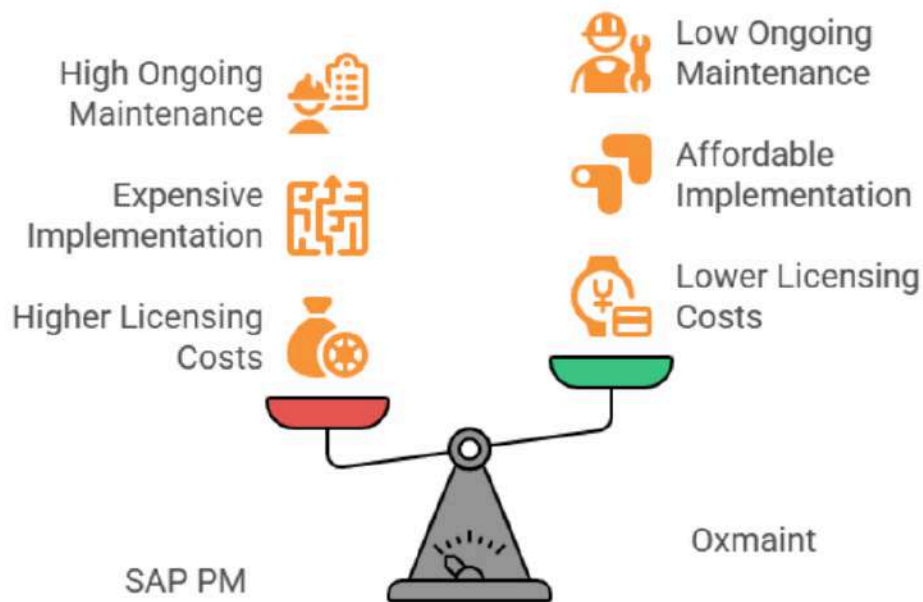 High Ongoing
Maintenance
Expensive
Implementation
Higher Licensing
Costs
Low Ongoing
Maintenance
Affordable
Implementation
Lower Licensing
Costs
SAP PM
Oxmaint